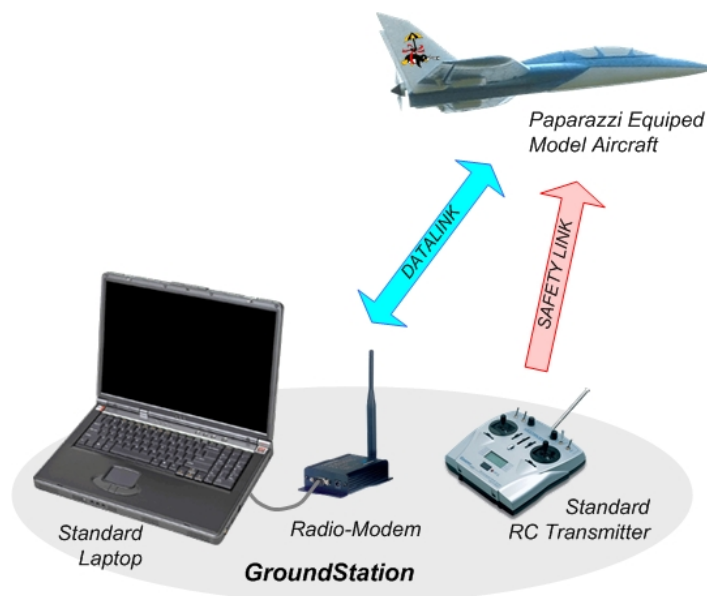 Paparazzi Equiped
Model Aircraft
DATALINK
SAFETY LINK
Standard
Laptop
Radio-Modem
Standard
RC Transmitter
GroundStation